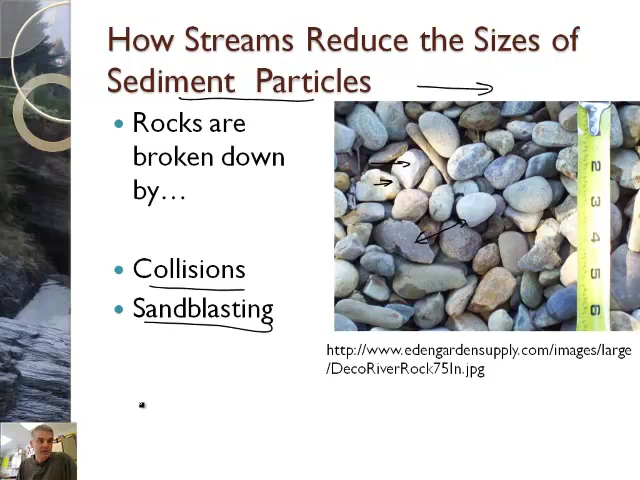 How Streams Reduce the Sizes of
Sediment Particles
Rocks are
broken down
by…
Collisions
Sandblasting
2
3
4
5
6
http://www.edengardensupply.com/images/large
/DecoRiverRock75In.jpg